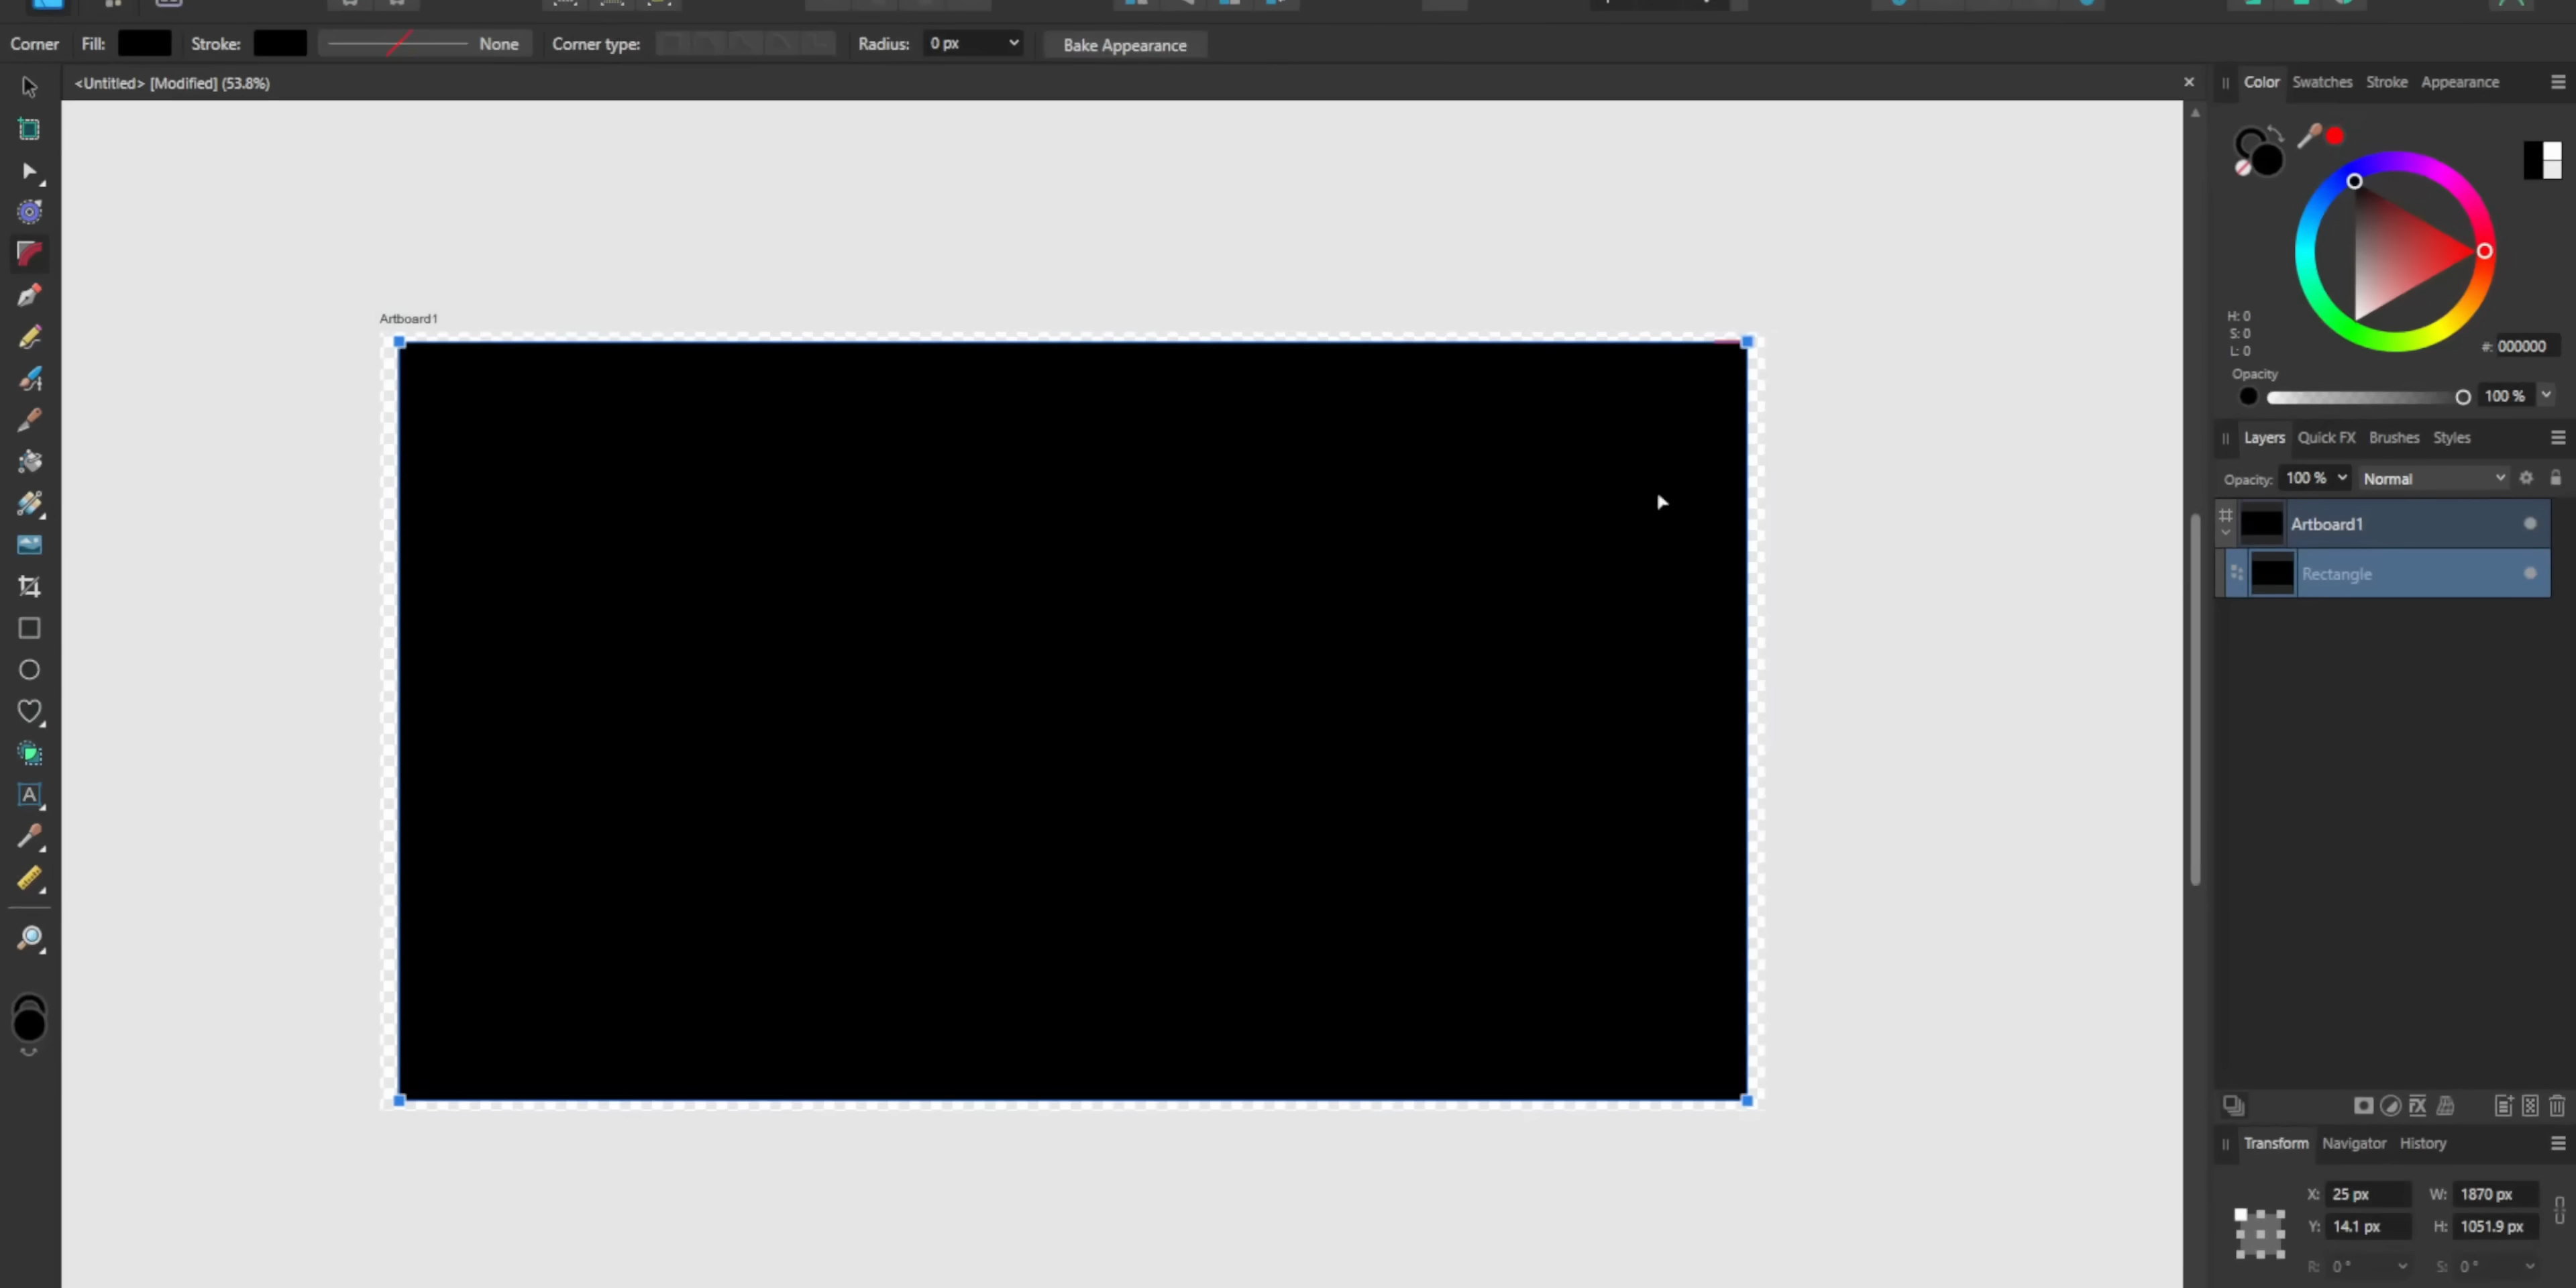 Corner Fill: Stroke: None Corner type: Radius: 0 px Bake Appearance
<Untitled> [Modified] (53.8%)
Color Swatches Stroke Appearance
H: 0
S: 0
L: 0
#: 000000
Opacity
100 %
Artboard1
Layers Quick FX Brushes Styles
Opacity: 100 % Normal
Artboard1
Rectangle
FX
Transform Navigator History
X: 25 px W: 1870 px
Y: 14.1 px H: 1051.9 px
R: 0 ° S: 0 °
A